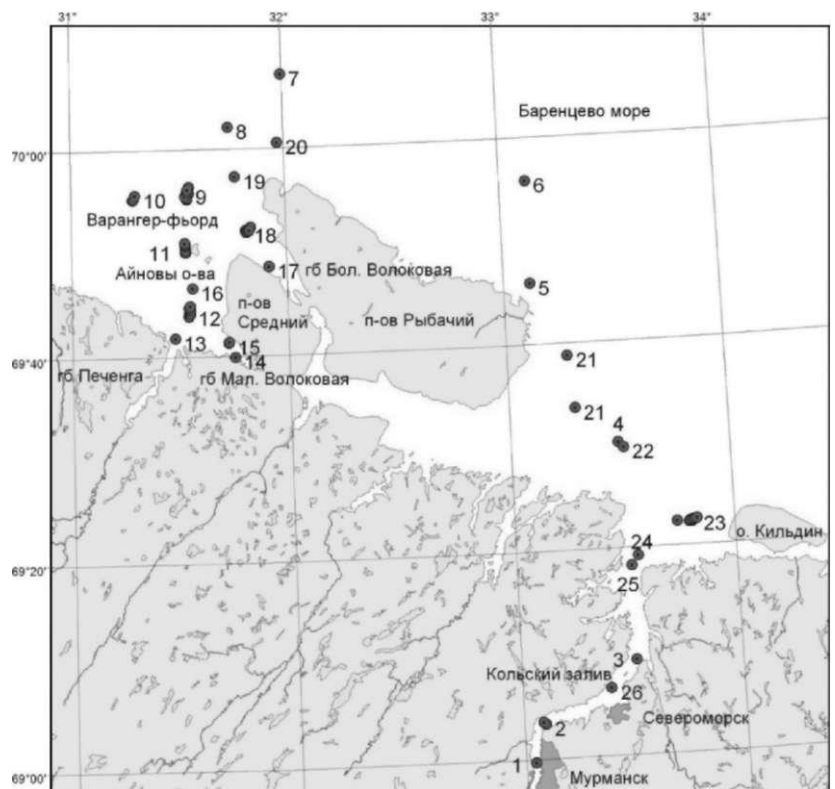 31° 32° 33° 34°
7
Баренцево море
8
20
70°00'
19
6
10 9
Варангер-фьорд
18
11
гб Бол. Волоковая
17
Айновы о-ва
16
5
п-ов
Средний
п-ов Рыбачий
12
13 15
21
69°40'
14
гб Печенга
гб Мал. Волоковая
21
4
22
23
о. Кильдин
24
69°20'
25
3
Кольский залив
26
Североморск
2
1
69°00'
Мурманск